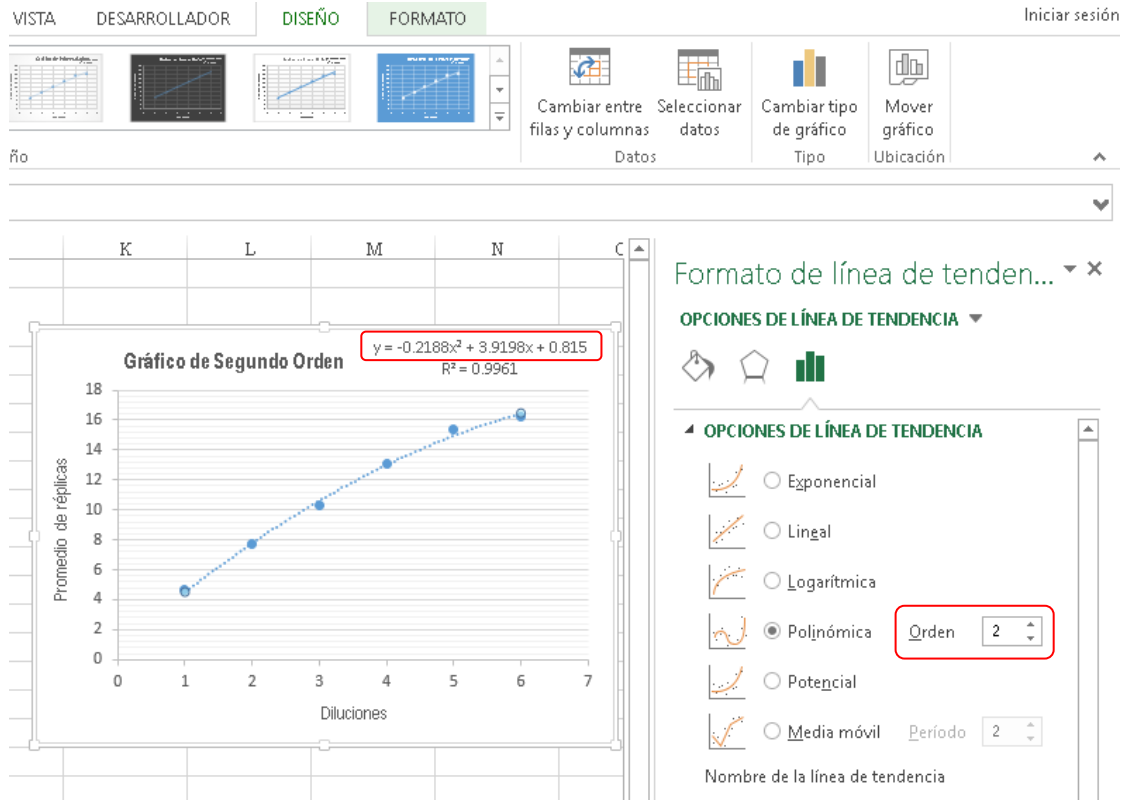 VISTA DESARROLLADOR DISEÑO FORMATO Iniciar sesión
Cambiar entre filas y columnas
Seleccionar datos
Cambiar tipo de gráfico
Mover gráfico
ño Datos Tipo Ubicación
K L M N
Gráfico de Segundo Orden
y = -0.2188x² + 3.9198x + 0.815
R² = 0.9961
18
16
14
12
10
8
6
4
2
0
Promedio de réplicas
0 1 2 3 4 5 6 7
Diluciones
Formato de línea de tenden...
OPCIONES DE LÍNEA DE TENDENCIA
OPCIONES DE LÍNEA DE TENDENCIA
Exponencial
Lineal
Logarítmica
Polinómica Orden 2
Potencial
Media móvil Período 2
Nombre de la línea de tendencia